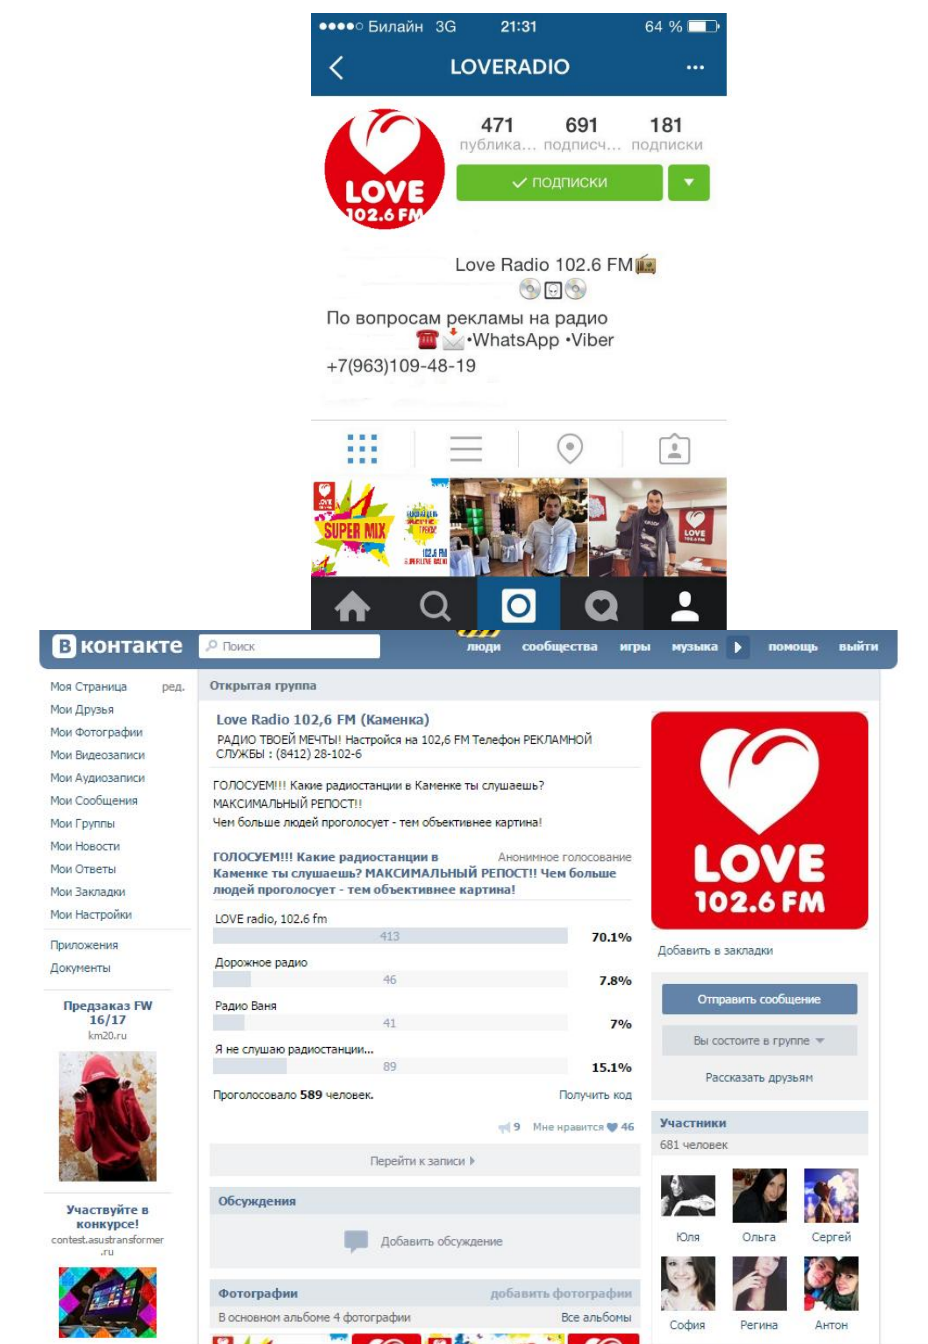 ●●●●○ Билайн 3G 21:31 64 %
LOVERADIO •••
471 691 181
публика... подписч... подписки
✓ ПОДПИСКИ
LOVE
102.6 FM
Love Radio 102.6 FM
По вопросам рекламы на радио
•WhatsApp •Viber
+7(963)109-48-19
LOVE
SUPER MIX
102.6 FM
LOVE
102.6 FM
В контакте
Поиск
люди сообщества игры музыка помощь выйти
Моя Страница ред.
Мои Друзья
Мои Фотографии
Мои Видеозаписи
Мои Аудиозаписи
Мои Сообщения
Мои Группы
Мои Новости
Мои Ответы
Мои Закладки
Мои Настройки
Приложения
Документы
Предзаказ FW
16/17
km20.ru
Участвуйте в
конкурсе!
contest.asustransformer
.ru
Открытая группа
Love Radio 102,6 FM (Каменка)
РАДИО ТВОЕЙ МЕЧТЫ! Настройся на 102,6 FM Телефон РЕКЛАМНОЙ
СЛУЖБЫ : (8412) 28-102-6
ГОЛОСУЕМ!!! Какие радиостанции в Каменке ты слушаешь?
МАКСИМАЛЬНЫЙ РЕПОСТ!!
Чем больше людей проголосует - тем объективнее картина!
ГОЛОСУЕМ!!! Какие радиостанции в Анонимное голосование
Каменке ты слушаешь? МАКСИМАЛЬНЫЙ РЕПОСТ!! Чем больше
людей проголосует - тем объективнее картина!
LOVE radio, 102.6 fm
413 70.1%
Дорожное радио
46 7.8%
Радио Ваня
41 7%
Я не слушаю радиостанции...
89 15.1%
Проголосовало 589 человек. Получить код
9 Мне нравится 46
Перейти к записи
Обсуждения
Добавить обсуждение
Фотографии добавить фотографии
В основном альбоме 4 фотографии Все альбомы
LOVE
102.6 FM
Добавить в закладки
Отправить сообщение
Вы состоите в группе
Рассказать друзьям
Участники
681 человек
Юля Ольга Сергей
София Регина Антон